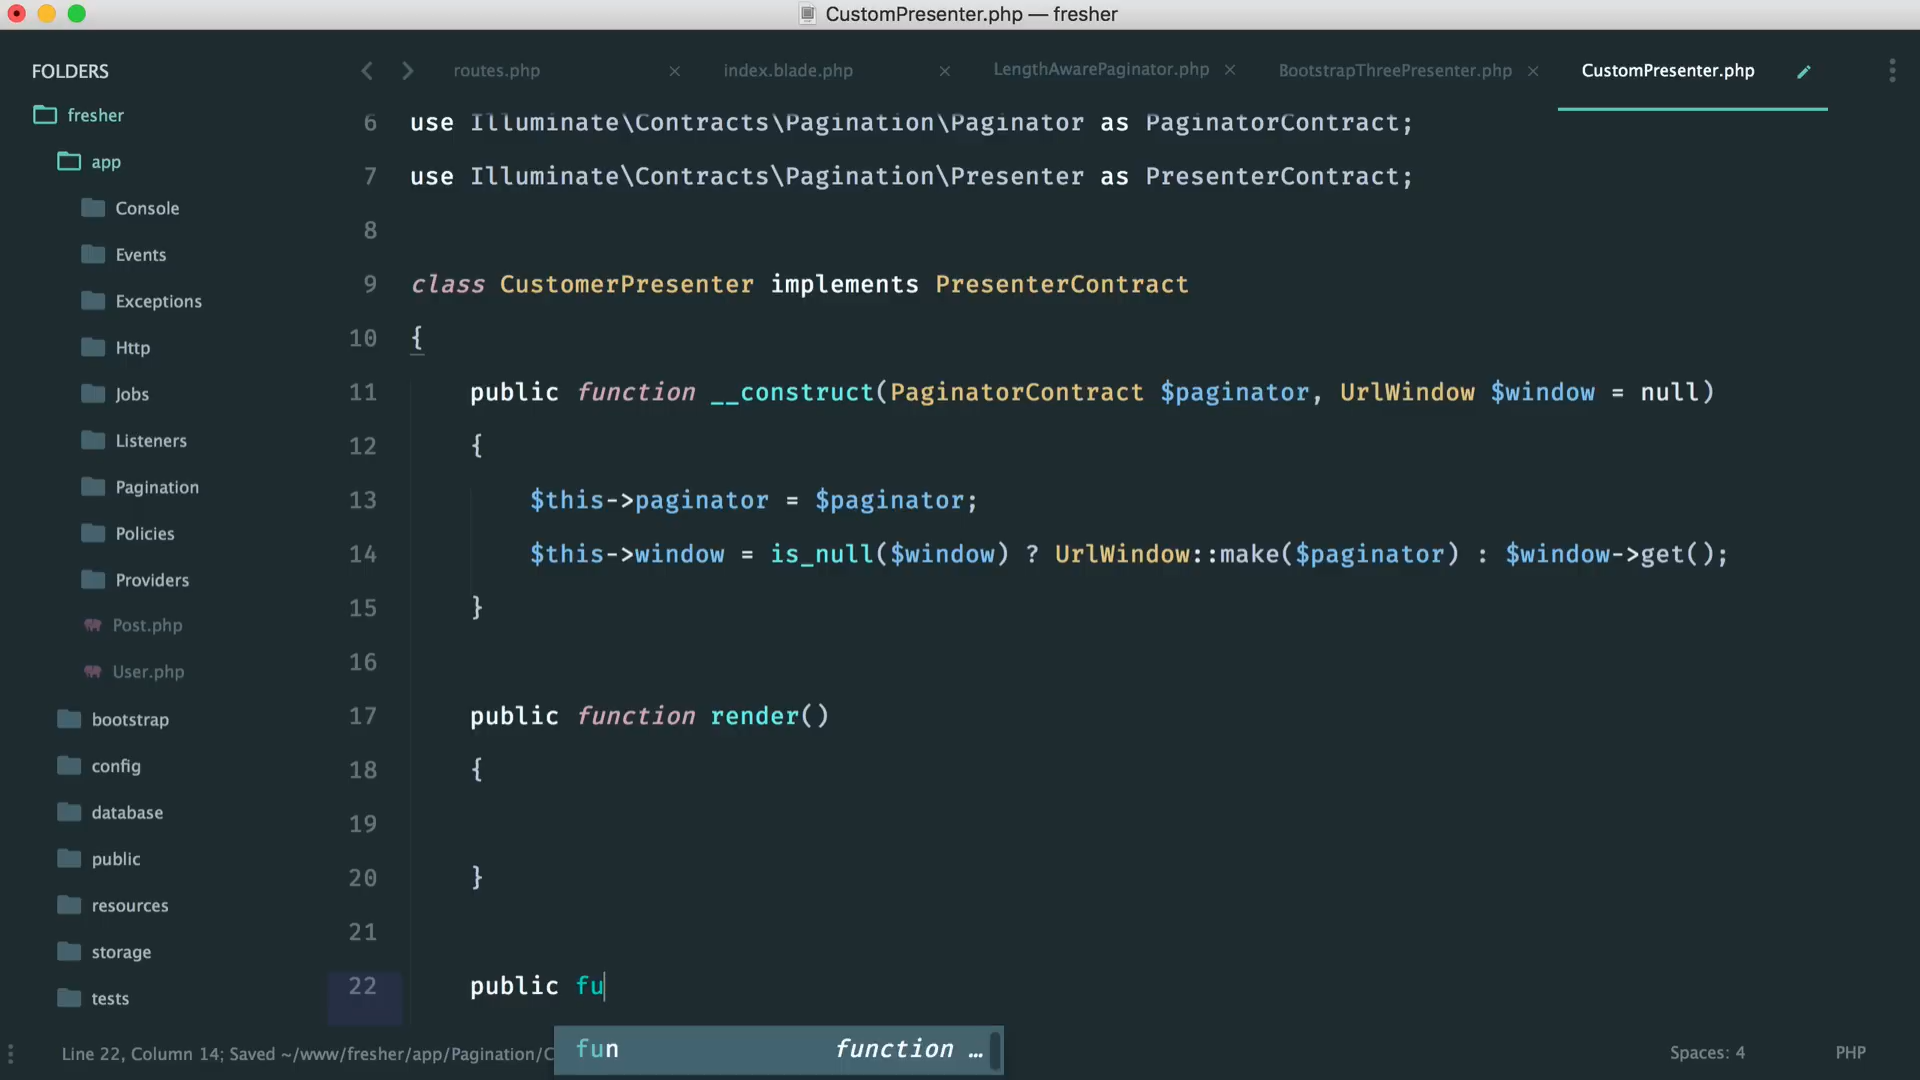 CustomPresenter.php — fresher
FOLDERS
fresher
app
Console
Events
Exceptions
Http
Jobs
Listeners
Pagination
Policies
Providers
Post.php
User.php
bootstrap
config
database
public
resources
storage
tests
routes.php
index.blade.php
LengthAwarePaginator.php
BootstrapThreePresenter.php
CustomPresenter.php
6 use Illuminate\Contracts\Pagination\Paginator as PaginatorContract;
7 use Illuminate\Contracts\Pagination\Presenter as PresenterContract;
8
9 class CustomerPresenter implements PresenterContract
10 {
11 public function __construct(PaginatorContract $paginator, UrlWindow $window = null)
12 {
13 $this->paginator = $paginator;
14 $this->window = is_null($window) ? UrlWindow::make($paginator) : $window->get();
15 }
16
17 public function render()
18 {
19
20 }
21
22 public fu
fun function …
Line 22, Column 14; Saved ~/www/fresher/app/Pagination/C
Spaces: 4
PHP